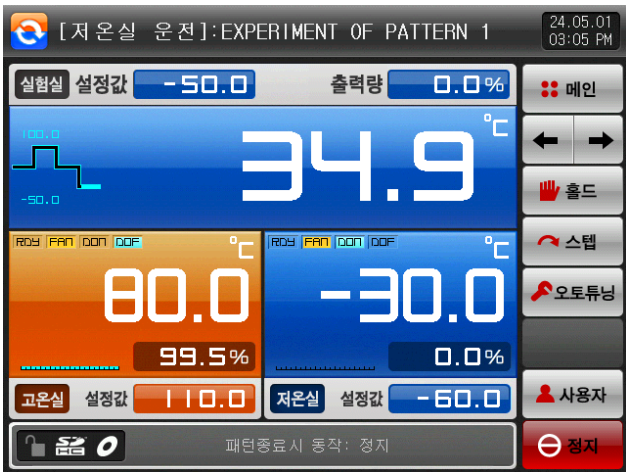 [저온실 운전]:EXPERIMENT OF PATTERN 1
24.05.01
03:05 PM
실험실 설정값 -50.0 출력량 0.0%
메인
100.0
-50.0
34.9 ℃
홀드
스텝
RDY FAN DON DOF
80.0 ℃
99.5%
RDY FAN DON DOF
-30.0 ℃
0.0%
오토튜닝
고온실 설정값 110.0
저온실 설정값 -60.0
사용자
패턴종료시 동작: 정지
정지